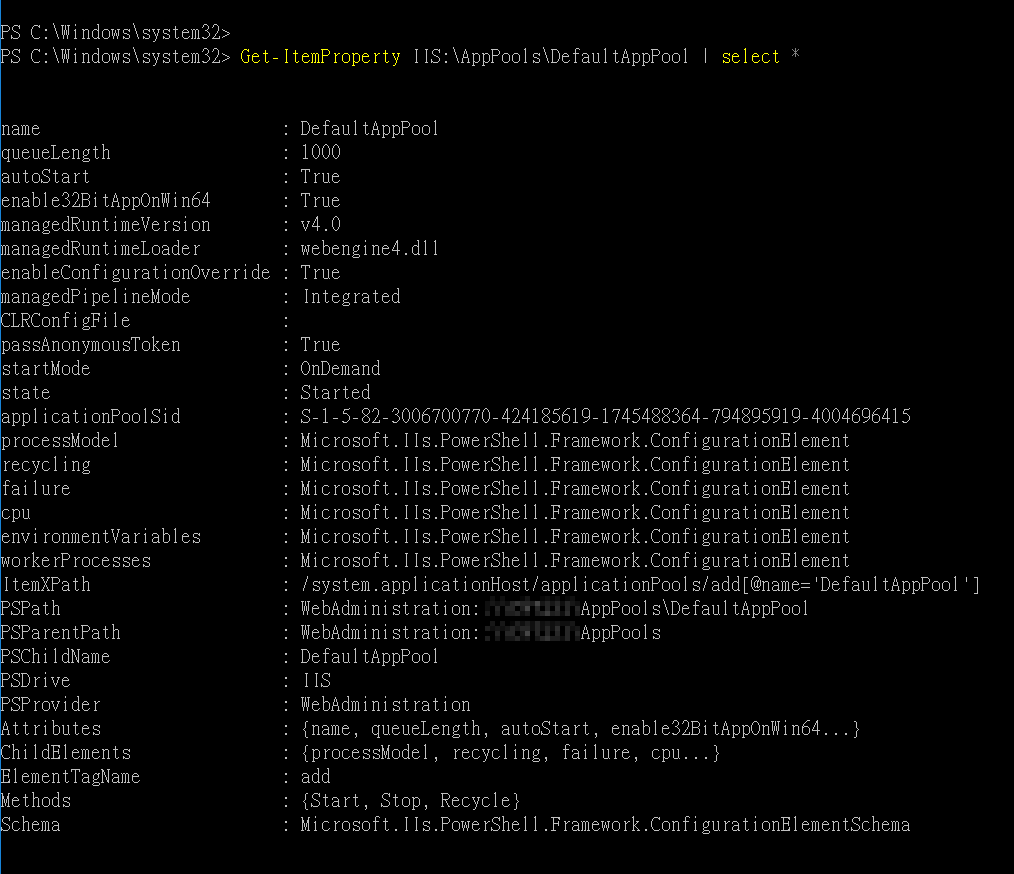 PS C:\Windows\system32>
PS C:\Windows\system32> Get-ItemProperty IIS:\AppPools\DefaultAppPool | select *
name : DefaultAppPool
queueLength : 1000
autoStart : True
enable32BitAppOnWin64 : True
managedRuntimeVersion : v4.0
managedRuntimeLoader : webengine4.dll
enableConfigurationOverride : True
managedPipelineMode : Integrated
CLRConfigFile :
passAnonymousToken : True
startMode : OnDemand
state : Started
applicationPoolSid : S-1-5-82-3006700770-424185619-1745488364-794895919-4004696415
processModel : Microsoft.IIs.PowerShell.Framework.ConfigurationElement
recycling : Microsoft.IIs.PowerShell.Framework.ConfigurationElement
failure : Microsoft.IIs.PowerShell.Framework.ConfigurationElement
cpu : Microsoft.IIs.PowerShell.Framework.ConfigurationElement
environmentVariables : Microsoft.IIs.PowerShell.Framework.ConfigurationElement
workerProcesses : Microsoft.IIs.PowerShell.Framework.ConfigurationElement
ItemXPath : /system.applicationHost/applicationPools/add[@name='DefaultAppPool']
PSPath : WebAdministration: AppPools\DefaultAppPool
PSParentPath : WebAdministration: AppPools
PSChildName : DefaultAppPool
PSDrive : IIS
PSProvider : WebAdministration
Attributes : {name, queueLength, autoStart, enable32BitAppOnWin64...}
ChildElements : {processModel, recycling, failure, cpu...}
ElementTagName : add
Methods : {Start, Stop, Recycle}
Schema : Microsoft.IIs.PowerShell.Framework.ConfigurationElementSchema